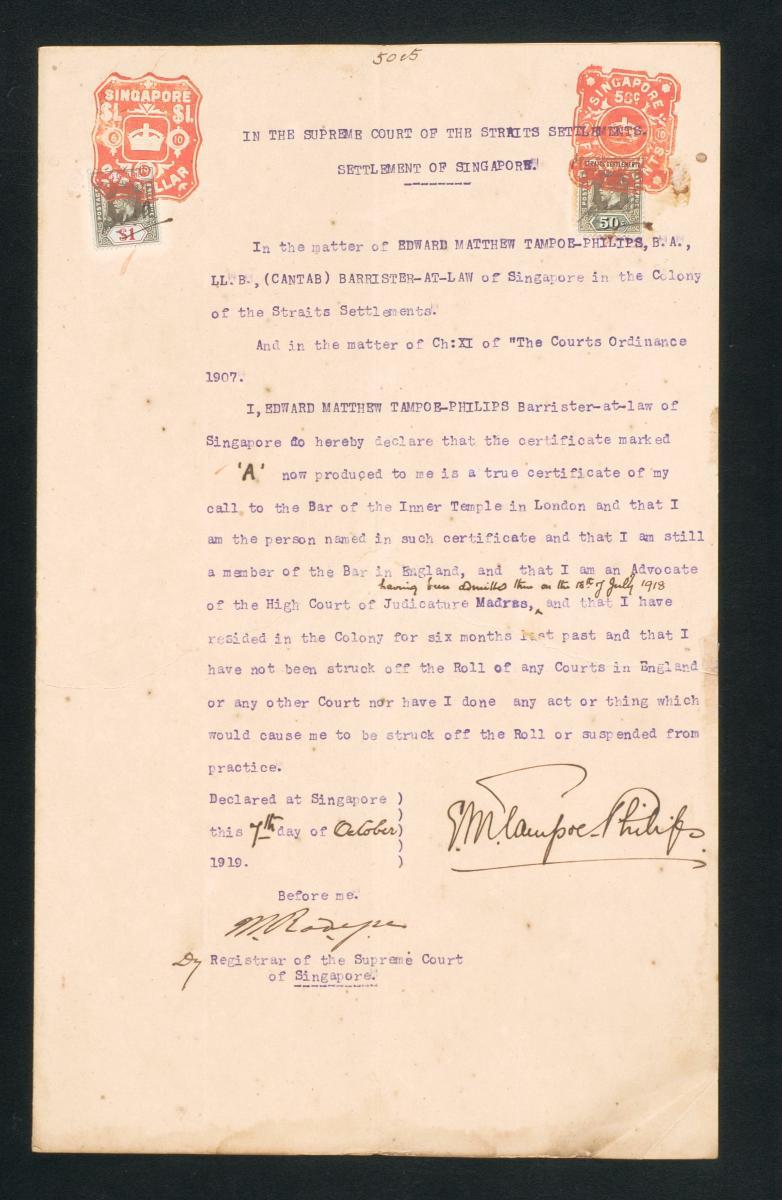 50c5
SINGAPORE
$1. $1.
SINGAPORE
50c
IN THE SUPREME COURT OF THE STRAITS SETTLEMENTS.
SETTLEMENT OF SINGAPORE.
$1
50c
In the matter of EDWARD MATTHEW TAMPOE-PHILIPS, B.A.,
LL.B., (CANTAB) BARRISTER-AT-LAW of Singapore in the Colony
of the Straits Settlements.
And in the matter of Ch:XI of "The Courts Ordinance
1907.
I, EDWARD MATTHEW TAMPOE-PHILIPS Barrister-at-law of
Singapore do hereby declare that the certificate marked
'A' now produced to me is a true certificate of my
call to the Bar of the Inner Temple in London and that I
am the person named in such certificate and that I am still
a member of the Bar in England, and that I am an Advocate
having been admitted there on the 18th of July 1918
of the High Court of Judicature Madras, and that I have
resided in the Colony for six months last past and that I
have not been struck off the Roll of any Courts in England
or any other Court nor have I done any act or thing which
would cause me to be struck off the Roll or suspended from
practice.
Declared at Singapore )
this 7th day of October )
1919. )
E.M. Tampoe-Philips.
Before me.
Dy Registrar of the Supreme Court
of Singapore.